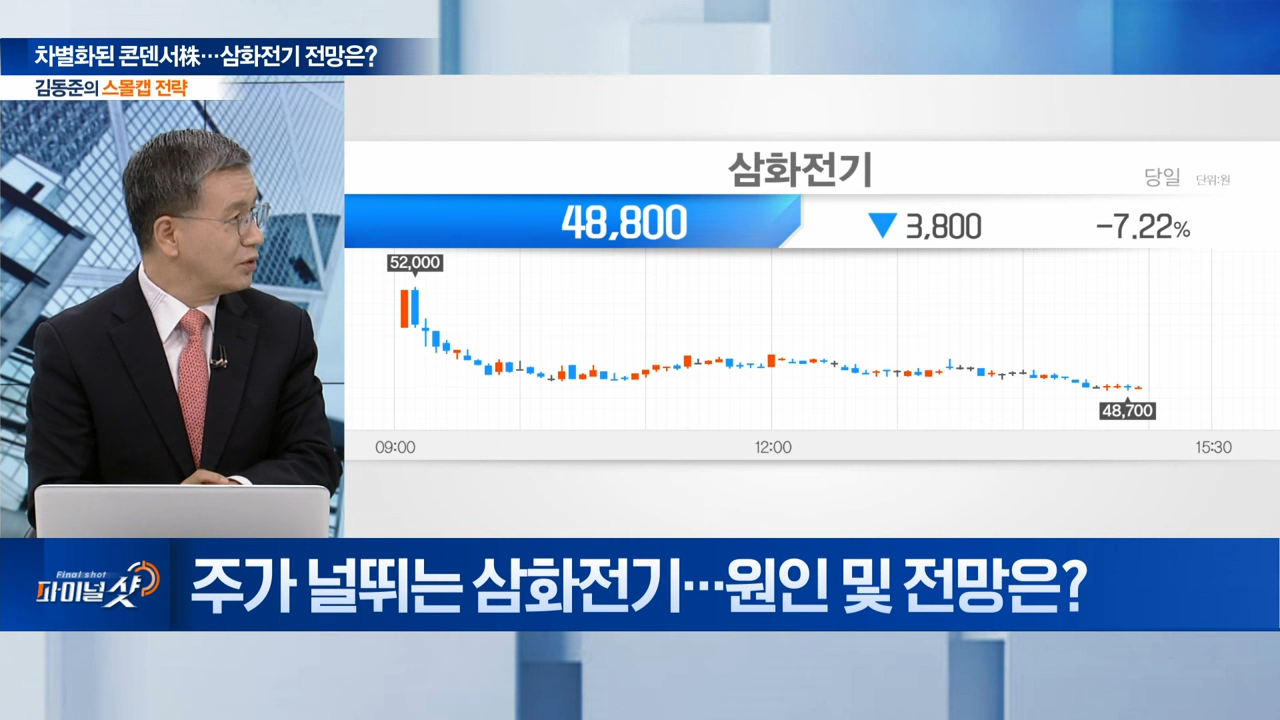 차별화된 콘덴서株…삼화전기 전망은?
김동준의 스몰캡 전략
삼화전기
당일 단위:원
48,800 ▼ 3,800 -7.22%
52,000
48,700
09:00 12:00 15:30
Final shot
파이널샷
주가 널뛰는 삼화전기…원인 및 전망은?